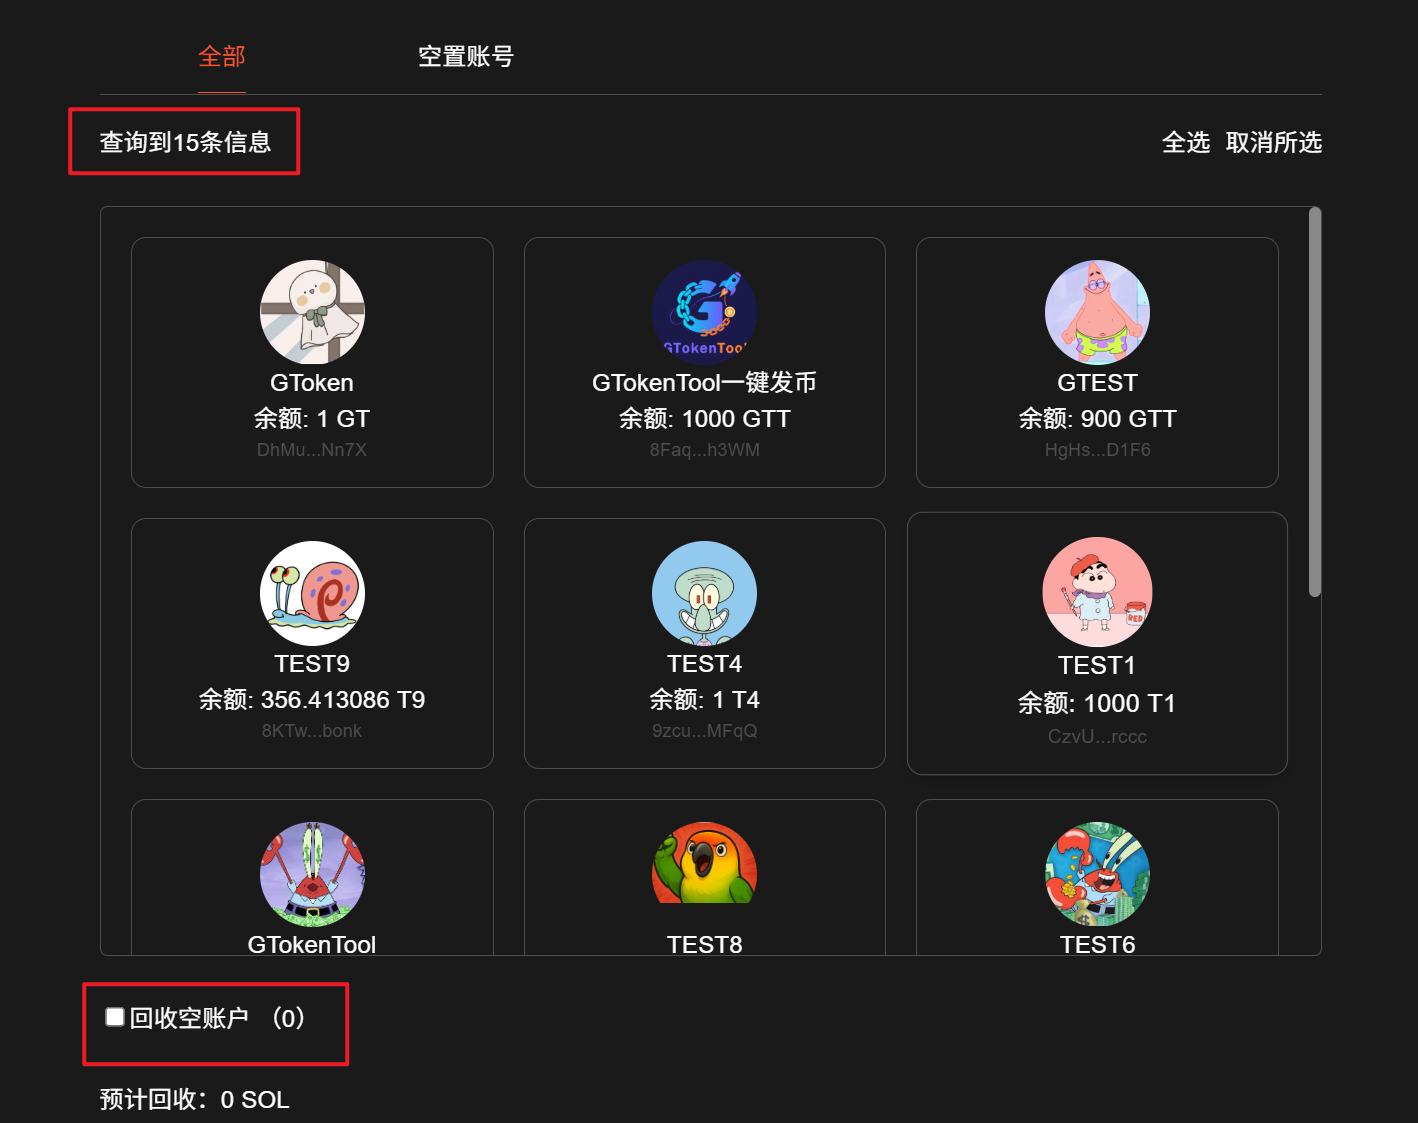 全部 空置账号
查询到15条信息 全选 取消所选
GTokenTool
GToken GTokenTool一键发币 GTEST
余额: 1 GT 余额: 1000 GTT 余额: 900 GTT
DhMu...Nn7X 8Faq...h3WM HgHs...D1F6
RED
TEST9 TEST4 TEST1
余额: 356.413086 T9 余额: 1 T4 余额: 1000 T1
8KTw...bonk 9zcu...MFqQ CzvU...rccc
$
GTokenTool TEST8 TEST6
回收空账户 （0）
预计回收：0 SOL